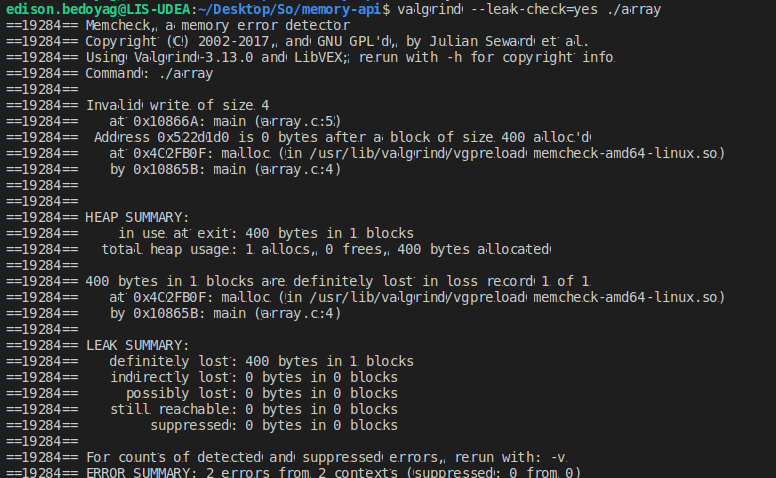 edison.bedoyag@LIS-UDEA:~/Desktop/So/memory-api$ valgrind --leak-check=yes ./array
==19284== Memcheck, a memory error detector
==19284== Copyright (C) 2002-2017, and GNU GPL'd, by Julian Seward et al.
==19284== Using Valgrind-3.13.0 and LibVEX; rerun with -h for copyright info
==19284== Command: ./array
==19284==
==19284== Invalid write of size 4
==19284==    at 0x10866A: main (array.c:5)
==19284==  Address 0x522d1d0 is 0 bytes after a block of size 400 alloc'd
==19284==    at 0x4C2FB0F: malloc (in /usr/lib/valgrind/vgpreload_memcheck-amd64-linux.so)
==19284==    by 0x10865B: main (array.c:4)
==19284==
==19284==
==19284== HEAP SUMMARY:
==19284==     in use at exit: 400 bytes in 1 blocks
==19284==   total heap usage: 1 allocs, 0 frees, 400 bytes allocated
==19284==
==19284== 400 bytes in 1 blocks are definitely lost in loss record 1 of 1
==19284==    at 0x4C2FB0F: malloc (in /usr/lib/valgrind/vgpreload_memcheck-amd64-linux.so)
==19284==    by 0x10865B: main (array.c:4)
==19284==
==19284== LEAK SUMMARY:
==19284==    definitely lost: 400 bytes in 1 blocks
==19284==    indirectly lost: 0 bytes in 0 blocks
==19284==      possibly lost: 0 bytes in 0 blocks
==19284==    still reachable: 0 bytes in 0 blocks
==19284==         suppressed: 0 bytes in 0 blocks
==19284==
==19284== For counts of detected and suppressed errors, rerun with: -v
==19284== ERROR SUMMARY: 2 errors from 2 contexts (suppressed: 0 from 0)